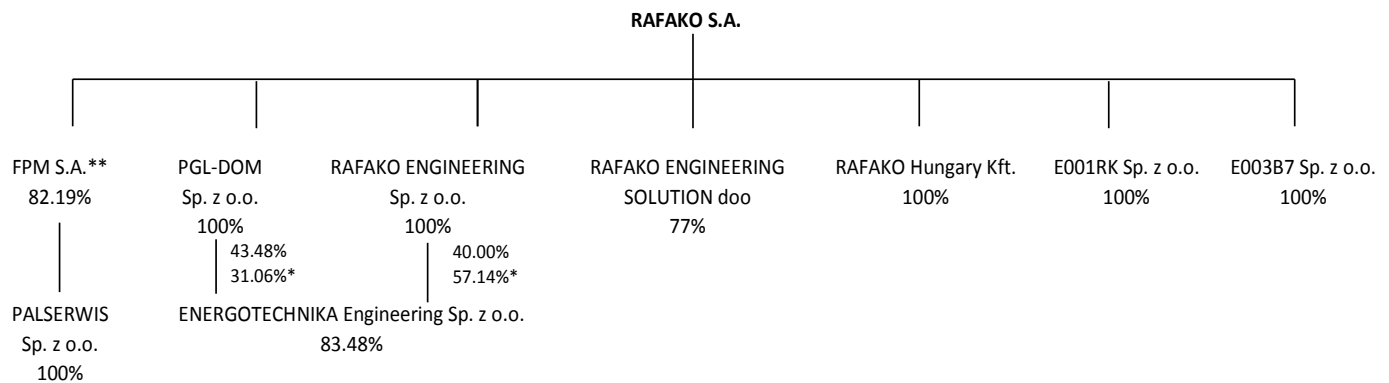 RAFAKO S.A.
FPM S.A.**
82.19%
PGL-DOM
Sp. z o.o.
100%
RAFAKO ENGINEERING
Sp. z o.o.
100%
RAFAKO ENGINEERING
SOLUTION doo
77%
RAFAKO Hungary Kft.
100%
E001RK Sp. z o.o.
100%
E003B7 Sp. z o.o.
100%
43.48%
31.06%*
40.00%
57.14%*
PALSERWIS
Sp. z o.o.
100%
ENERGOTECHNIKA Engineering Sp. z o.o.
83.48%